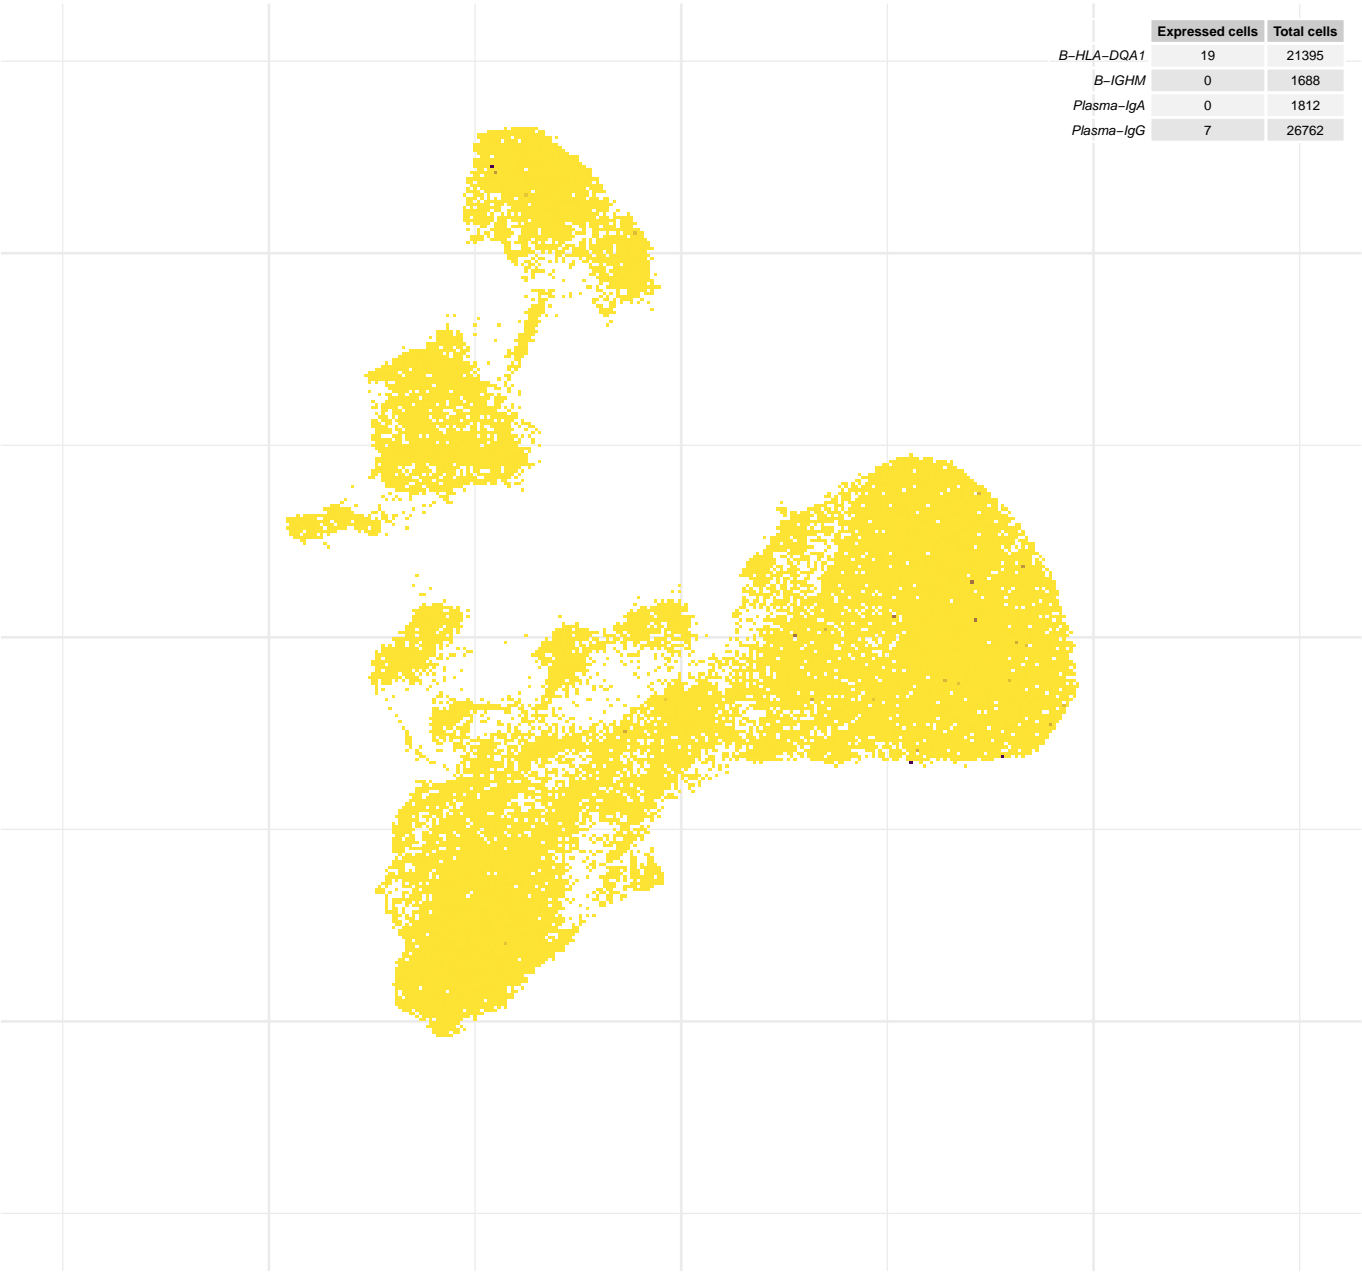 Expressed cells Total cells
B−HLA−DQA1 19 21395
B−IGHM 0 1688
Plasma−IgA 0 1812
Plasma−IgG 7 26762